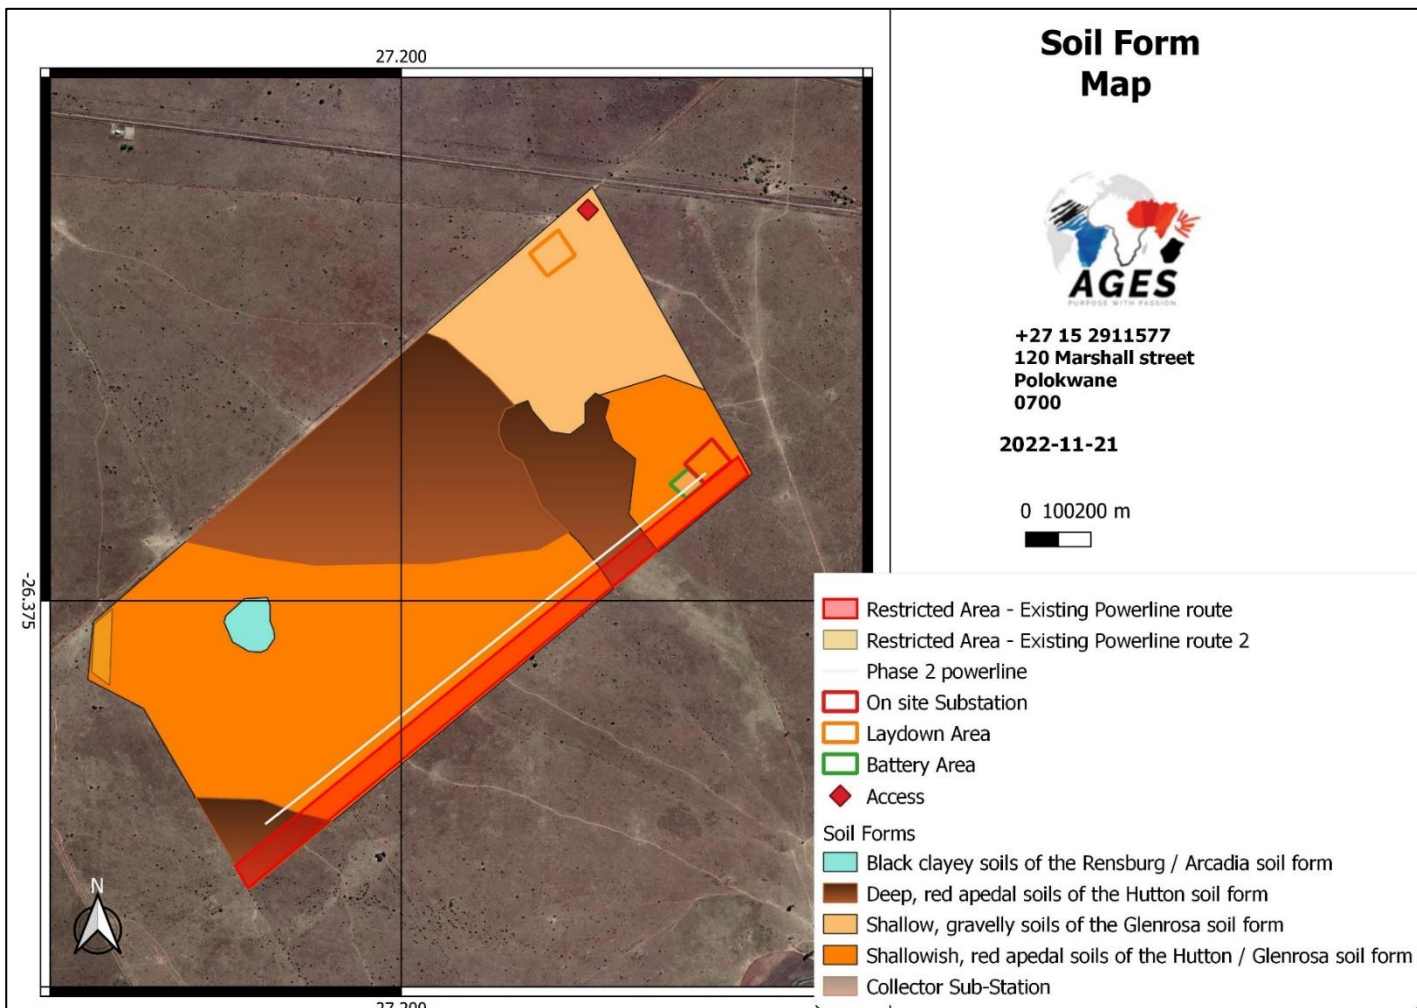 Soil Form
Map
27.200
AGES
PURPOSE WITH PASSION
+27 15 2911577
120 Marshall street
Polokwane
0700
2022-11-21
0 100200 m
-26.375
Restricted Area - Existing Powerline route
Restricted Area - Existing Powerline route 2
Phase 2 powerline
On site Substation
Laydown Area
Battery Area
Access
Soil Forms
Black clayey soils of the Rensburg / Arcadia soil form
Deep, red apedal soils of the Hutton soil form
Shallow, gravelly soils of the Glenrosa soil form
Shallowish, red apedal soils of the Hutton / Glenrosa soil form
Collector Sub-Station
N
27.200